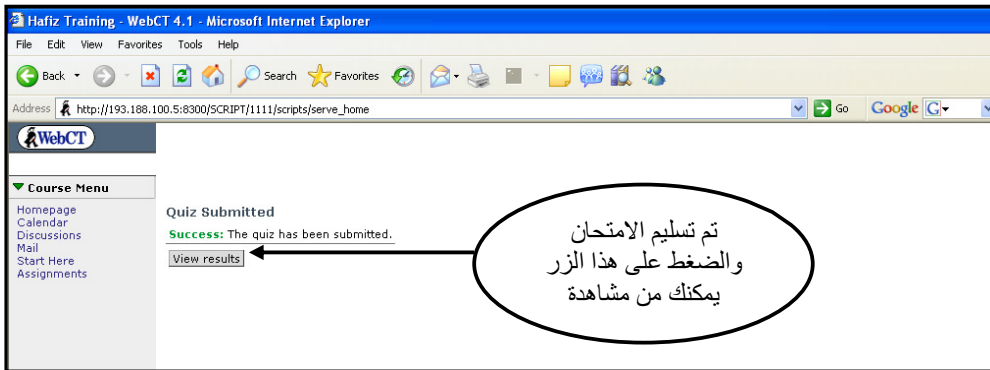 Hafiz Training - WebCT 4.1 - Microsoft Internet Explorer
File Edit View Favorites Tools Help
Back Search Favorites
Address http://193.188.100.5:8300/SCRIPT/1111/scripts/serve_home Go Google G
WebCT
Course Menu
Homepage
Calendar
Discussions
Mail
Start Here
Assignments
Quiz Submitted
Success: The quiz has been submitted.
View results
تم تسليم الامتحان
والضغط على هذا الزر
يمكنك من مشاهدة